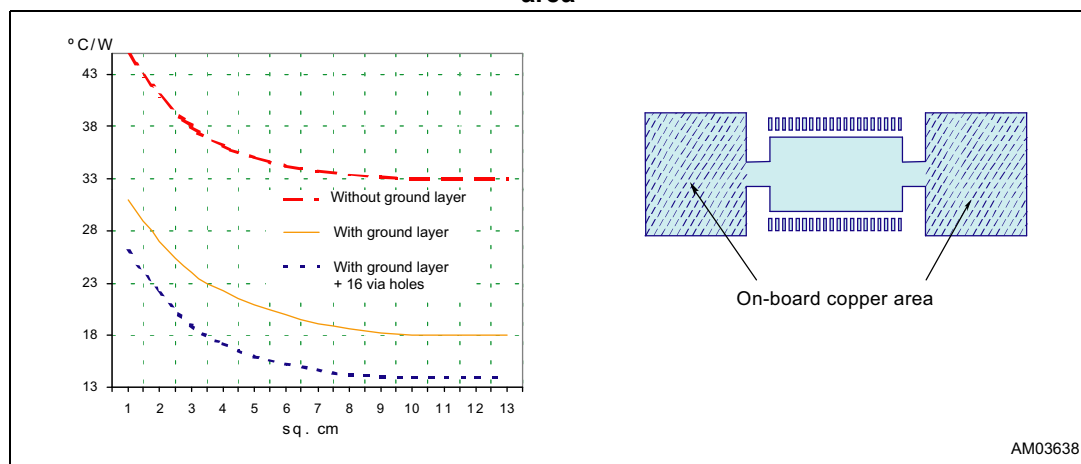 area
ºC/W
43
38
33
28
23
18
13
1 2 3 4 5 6 7 8 9 10 11 12 13
sq. cm
Without ground layer
With ground layer
With ground layer
+ 16 via holes
On-board copper area
AM03638